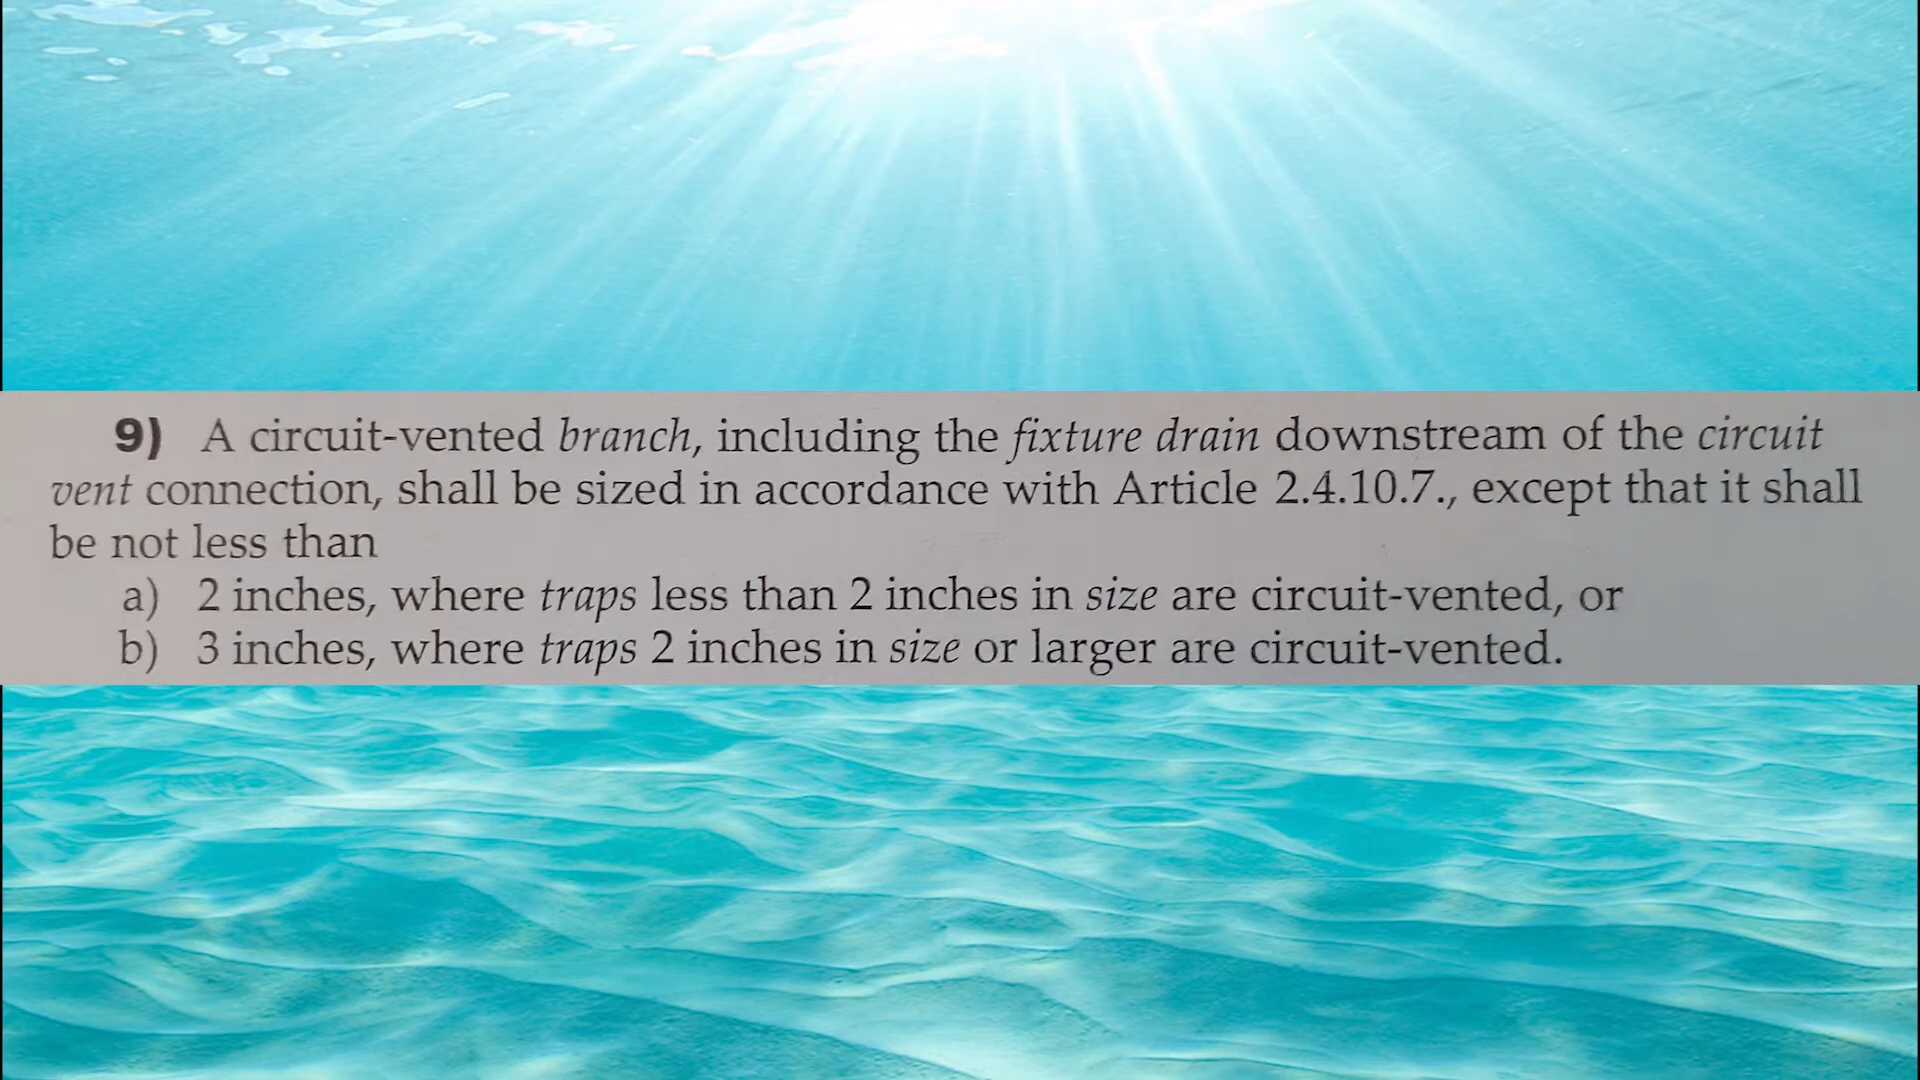 9) A circuit-vented branch, including the fixture drain downstream of the circuit
vent connection, shall be sized in accordance with Article 2.4.10.7., except that it shall
be not less than
a) 2 inches, where traps less than 2 inches in size are circuit-vented, or
b) 3 inches, where traps 2 inches in size or larger are circuit-vented.